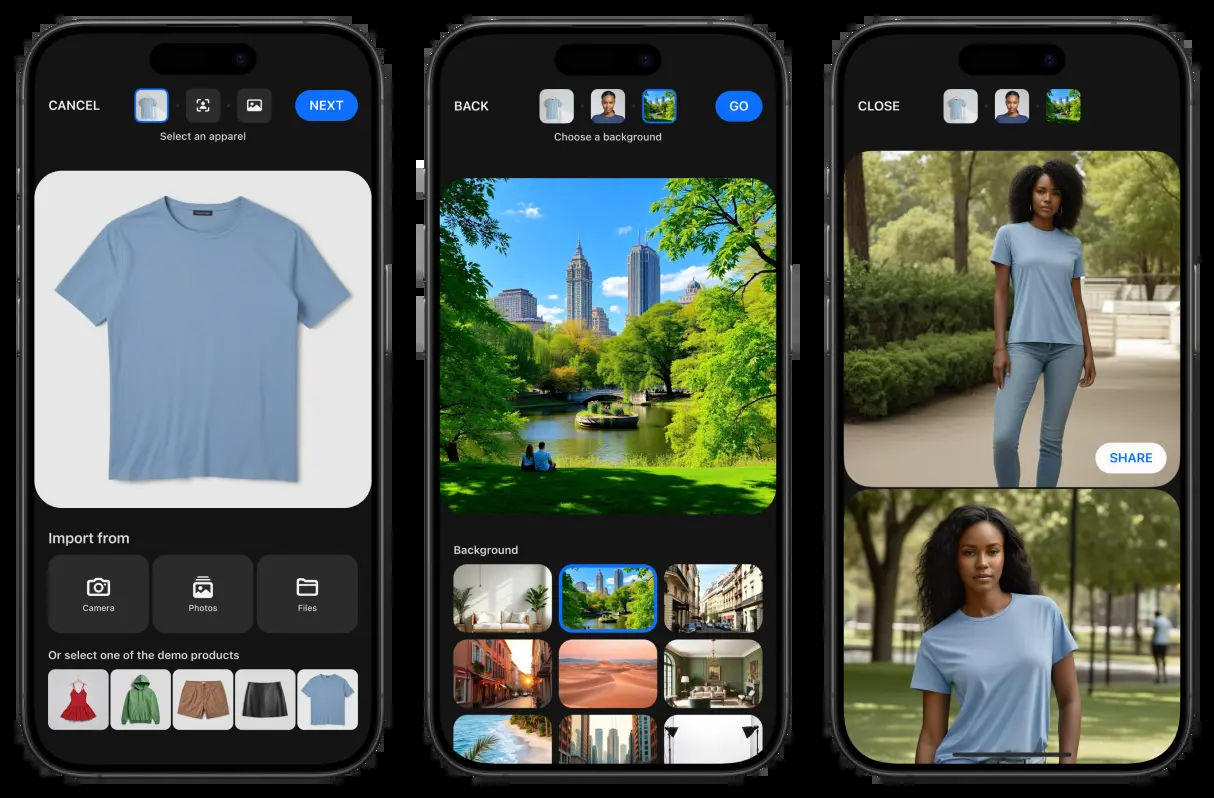 CANCEL
NEXT
Select an apparel
Import from
Camera
Photos
Files
Or select one of the demo products
BACK
GO
Choose a background
Background
CLOSE
SHARE